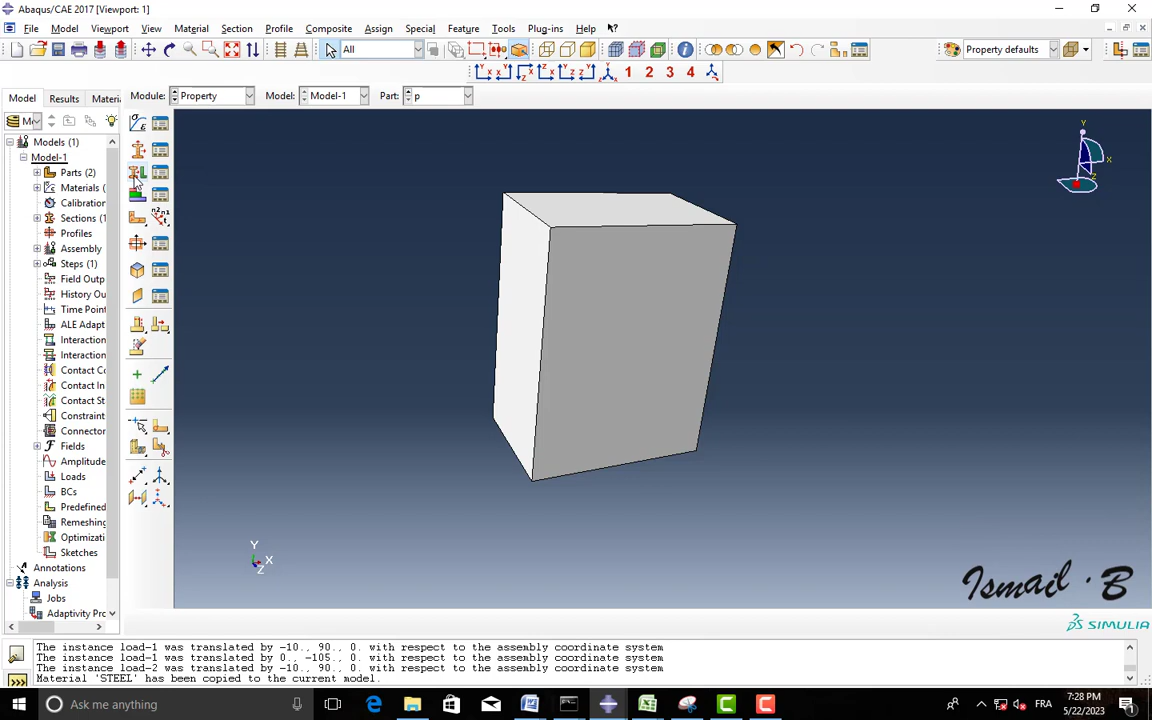 Abaqus/CAE 2017 [Viewport: 1]
File Model Viewport View Material Section Profile Composite Assign Special Feature Tools Plug-ins Help
All Property defaults
1 2 3 4
Model Results Materi Module: Property Model: Model-1 Part: p
Models (1)
Model-1
Parts (2)
Materials
Calibration
Sections (1
Profiles
Assembly
Steps (1)
Field Outp
History Ou
Time Poin
ALE Adapt
Interaction
Interaction
Contact Co
Contact In
Contact St
Constraint
Connector
Fields
Amplitude
Loads
BCs
Predefined
Remeshing
Optimizati
Sketches
Annotations
Analysis
Jobs
Adaptivity Pro
Y
X
Z
Y
X
Z
Ismail . B
SIMULIA
The instance load-1 was translated by -10., 90., 0. with respect to the assembly coordinate system
The instance load-1 was translated by 0., -105., 0. with respect to the assembly coordinate system
The instance load-2 was translated by -10., 90., 0. with respect to the assembly coordinate system
Material 'STEEL' has been copied to the current model.
Ask me anything
FRA
7:28 PM
5/22/2023